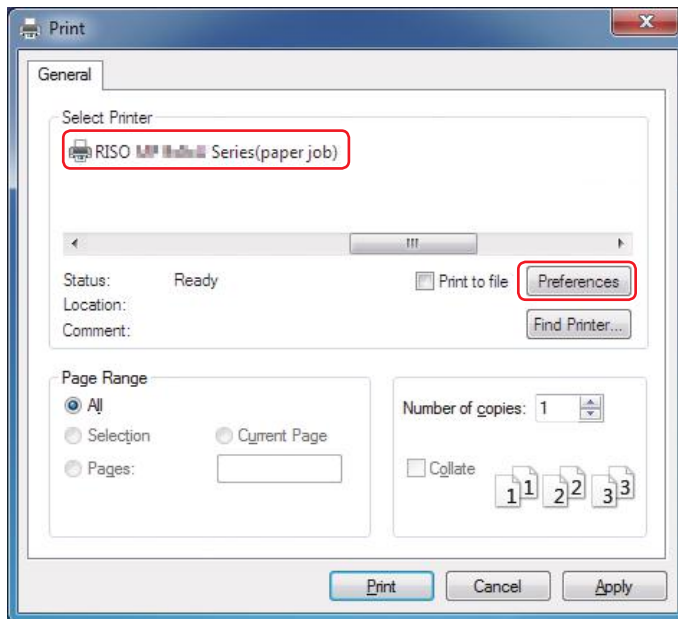 Print
General
Select Printer
RISO Series(paper job)
Status: Ready
Print to file
Preferences
Location:
Comment:
Find Printer...
Page Range
All
Selection
Current Page
Pages:
Number of copies: 1
Collate
1 1 2 2 3 3
Print
Cancel
Apply